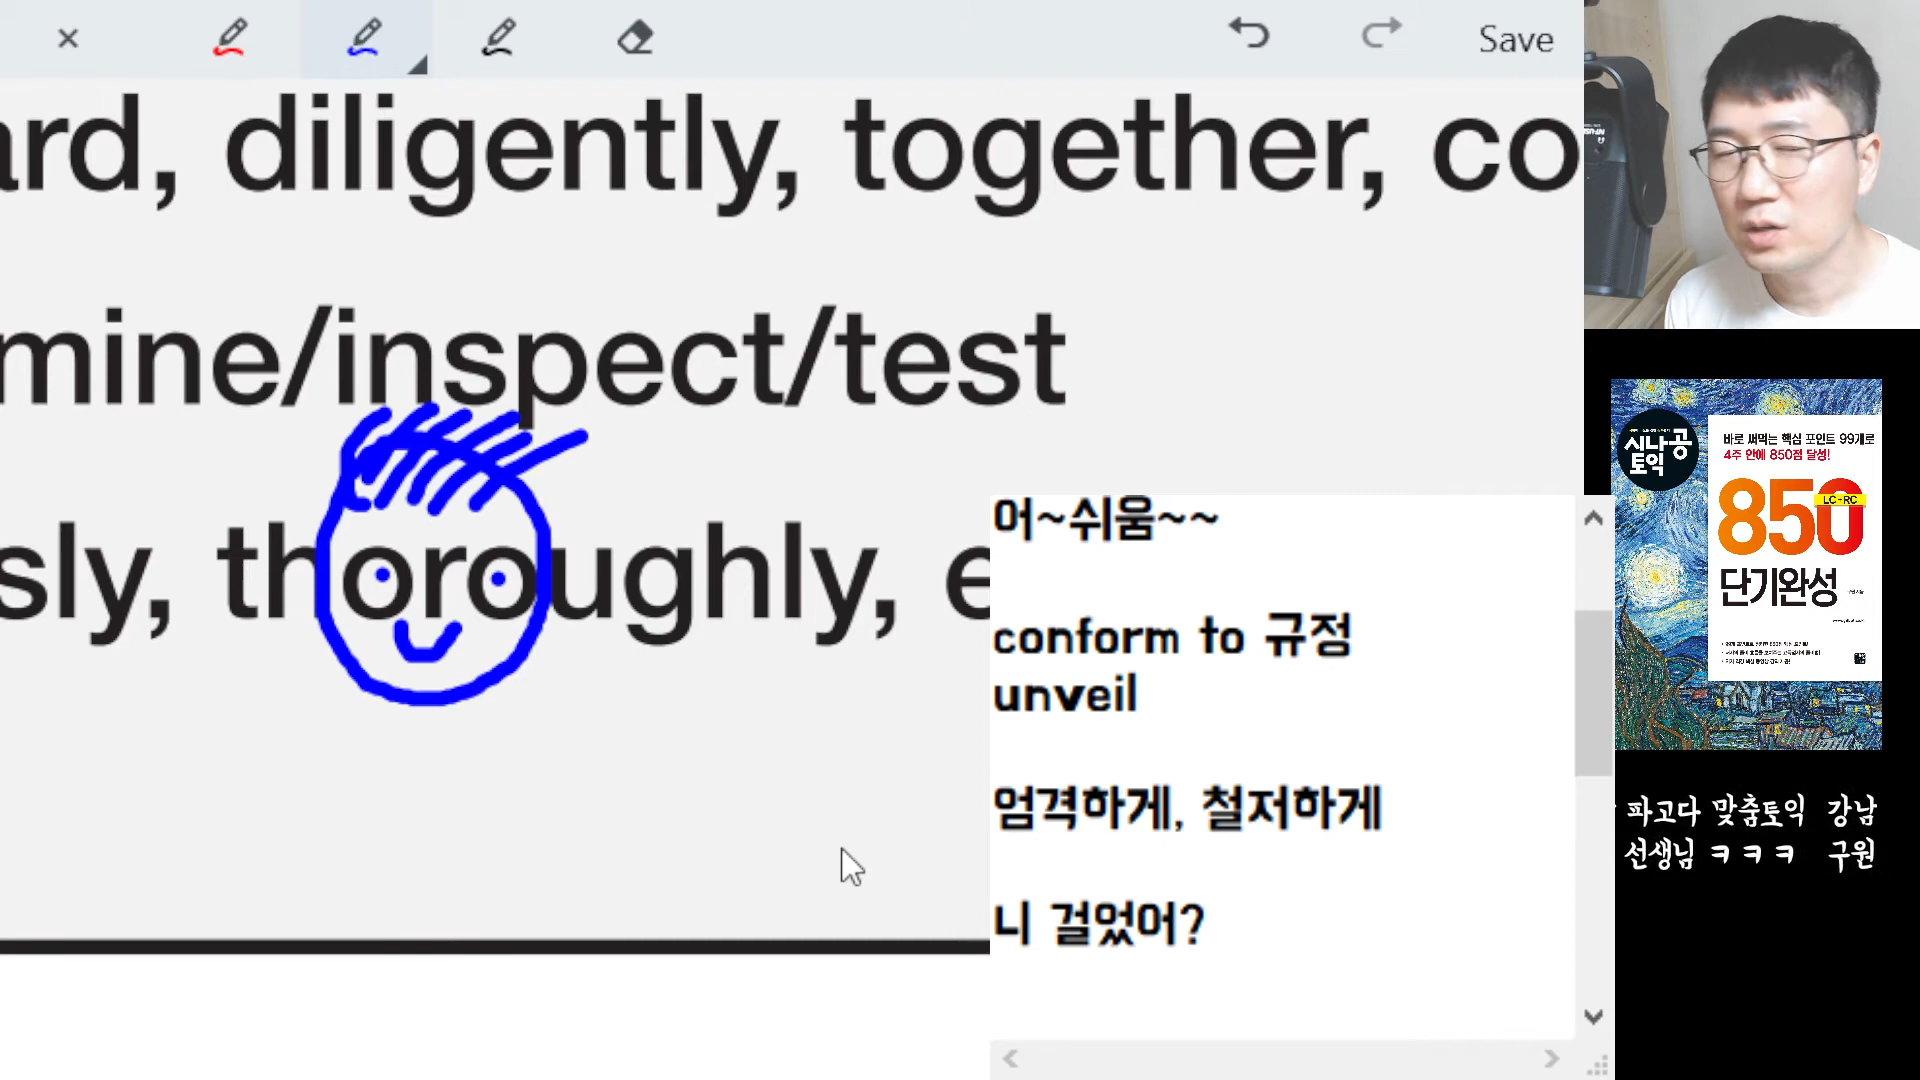 Save
ard, diligently, together, co
mine/inspect/test
sly, thoroughly, e
어~쉬움~~
conform to 규정
unveil
엄격하게, 철저하게
니 걸었어?
시나공
토익
바로 써먹는 핵심 포인트 99개로
4주 안에 850점 달성!
LC+RC
850
단기완성
파고다 맞춤토익 강남
선생님 ㅋㅋㅋ 구원